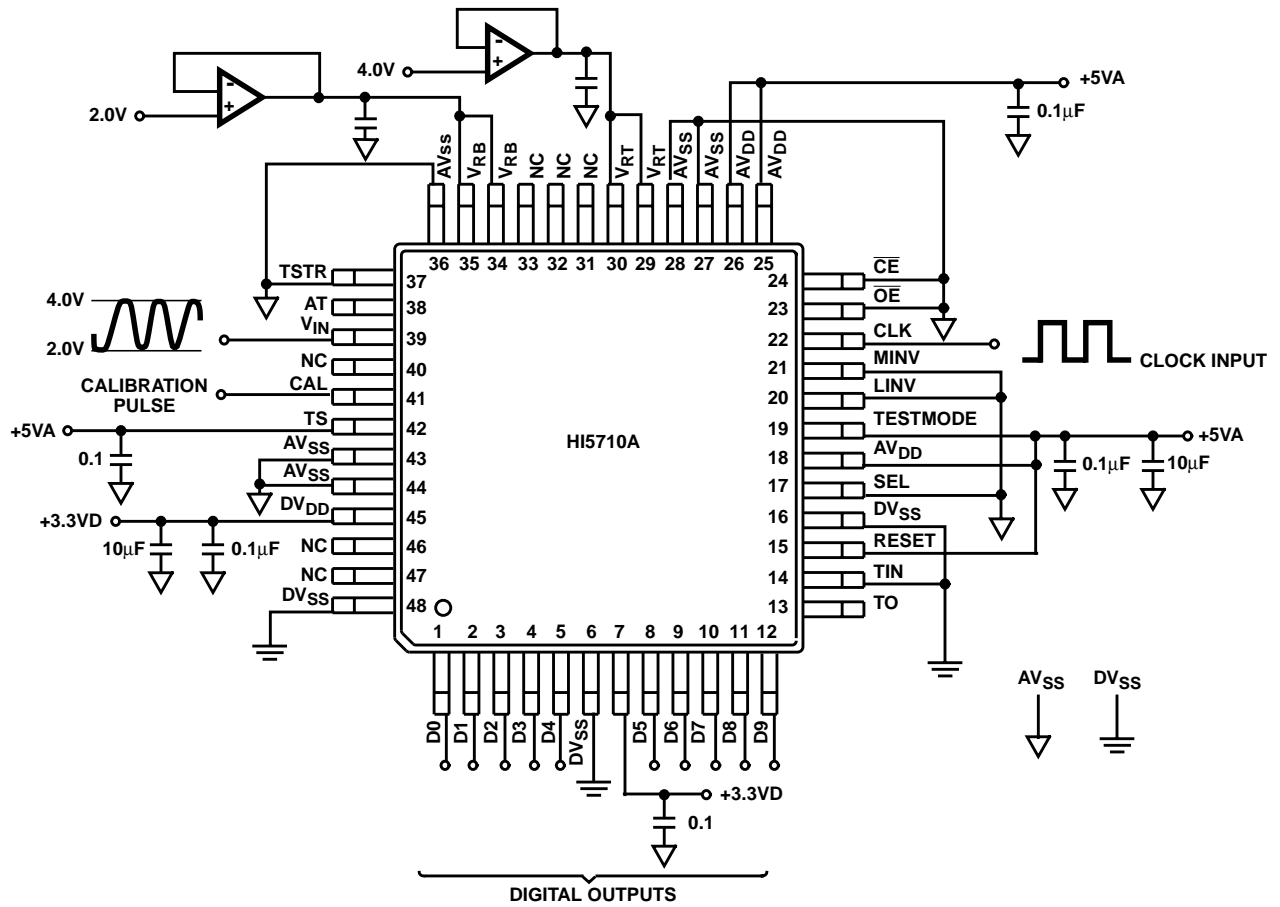 4.0V
2.0V
+5VA
0.1µF
AVss
VRB
VRB
NC
NC
NC
VRT
VRT
AVSS
AVSS
AVDD
AVDD
36 35 34 33 32 31 30 29 28 27 26 25
TSTR 37
AT 38
4.0V
2.0V
VIN 39
NC 40
CALIBRATION
PULSE
CAL 41
+5VA
TS 42
0.1
AVSS 43
AVSS 44
+3.3VD
DVDD 45
10µF
0.1µF
NC 46
NC 47
DVSS 48
HI5710A
24 CE
23 OE
22 CLK
CLOCK INPUT
21 MINV
20 LINV
19 TESTMODE
+5VA
18 AVDD
0.1µF
10µF
17 SEL
16 DVSS
15 RESET
14 TIN
13 TO
1 2 3 4 5 6 7 8 9 10 11 12
D0
D1
D2
D3
D4
DVSS
D5
D6
D7
D8
D9
+3.3VD
0.1
AVSS
DVSS
DIGITAL OUTPUTS